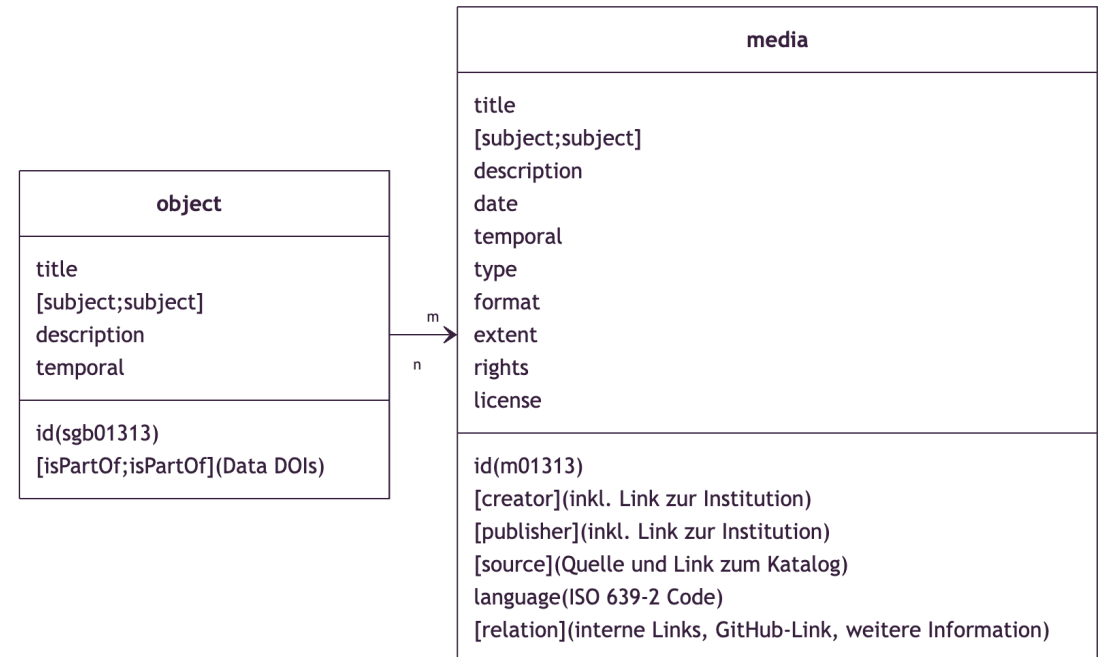 object
title
[subject;subject]
description
temporal
id(sgb01313)
[isPartOf;isPartOf](Data DOIs)
m
n
media
title
[subject;subject]
description
date
temporal
type
format
extent
rights
license
id(m01313)
[creator](inkl. Link zur Institution)
[publisher](inkl. Link zur Institution)
[source](Quelle und Link zum Katalog)
language(ISO 639-2 Code)
[relation](interne Links, GitHub-Link, weitere Information)